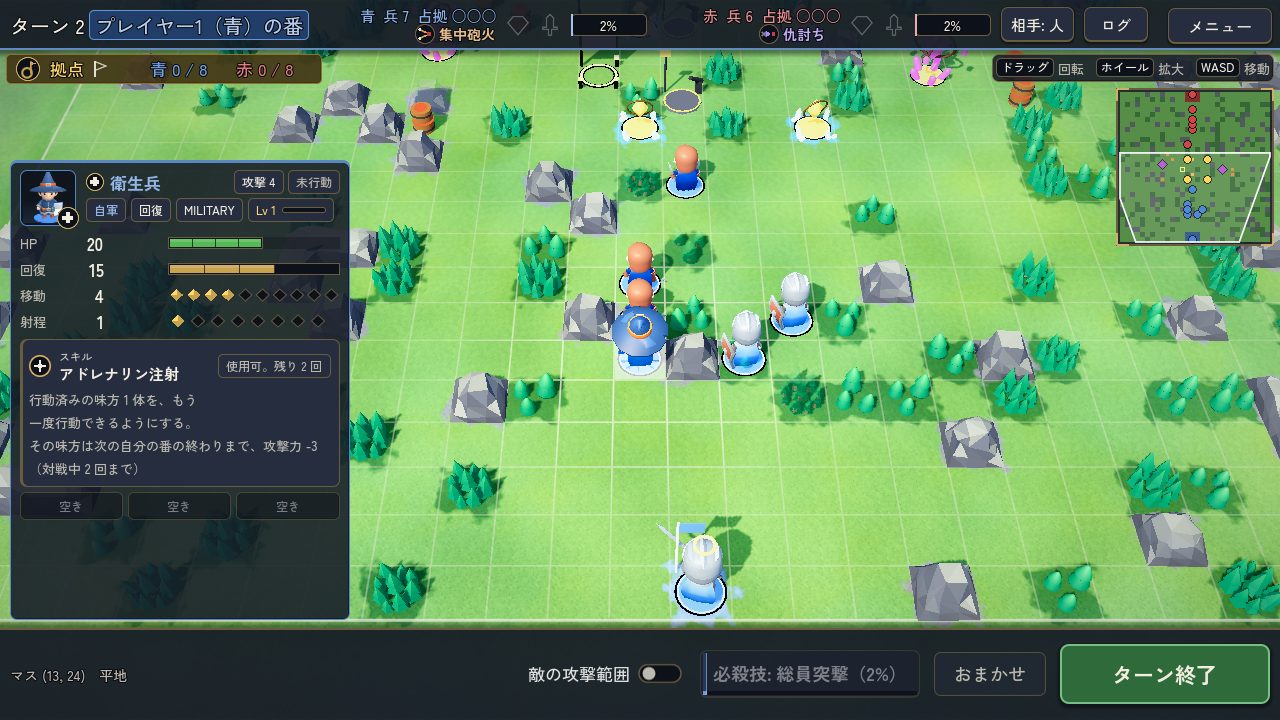 ターン 2 プレイヤー1（青）の番
青 兵 7 占拠 〇〇〇
集中砲火
2%
赤 兵 6 占拠 〇〇〇
仇討ち
2%
相手: 人
ログ
メニュー
拠点 青 0 / 8 赤 0 / 8
ドラッグ 回転 ホイール 拡大 WASD 移動
衛生兵 攻撃 4 未行動
自軍 回復 MILITARY Lv 1
HP 20
回復 15
移動 4
射程 1
スキル
アドレナリン注射 使用可。残り 2 回
行動済みの味方 1 体を、もう
一度行動できるようにする。
その味方は次の自分の番の終わりまで、攻撃力 -3
（対戦中 2 回まで）
空き 空き 空き
マス (13, 24) 平地
敵の攻撃範囲
必殺技: 総員突撃（2%）
おまかせ
ターン終了